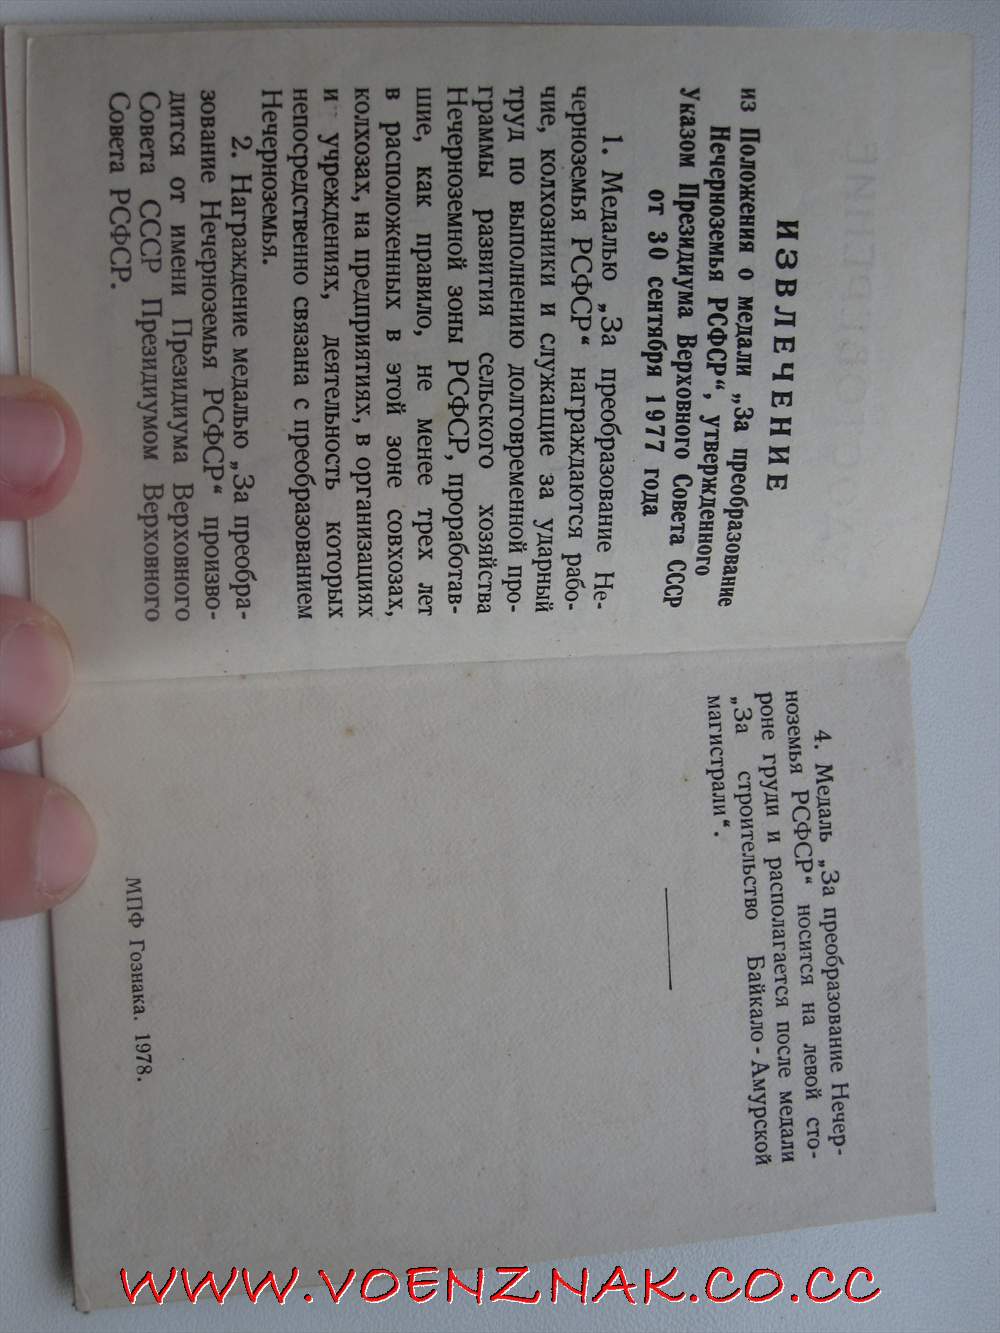 ИЗВЛЕЧЕНИЕ
из Положения о медали „За преобразование
Нечерноземья РСФСР“, утвержденного
Указом Президиума Верховного Совета СССР
от 30 сентября 1977 года
1. Медалью „За преобразование Не-
черноземья РСФСР“ награждаются рабо-
чие, колхозники и служащие за ударный
труд по выполнению долговременной про-
граммы развития сельского хозяйства
Нечерноземной зоны РСФСР, проработав-
шие, как правило, не менее трех лет
в расположенных в этой зоне совхозах,
колхозах, на предприятиях, в организациях
и учреждениях, деятельность которых
непосредственно связана с преобразованием
Нечерноземья.
2. Награждение медалью „За преобра-
зование Нечерноземья РСФСР“ произво-
дится от имени Президиума Верховного
Совета СССР Президиумом Верховного
Совета РСФСР.
4. Медаль „За преобразование Нечер-
ноземья РСФСР“ носится на левой сто-
роне груди и располагается после медали
„За строительство Байкало-Амурской
магистрали“.
МПФ Гознака. 1978.
WWW.VOENZNAK.CO.CC